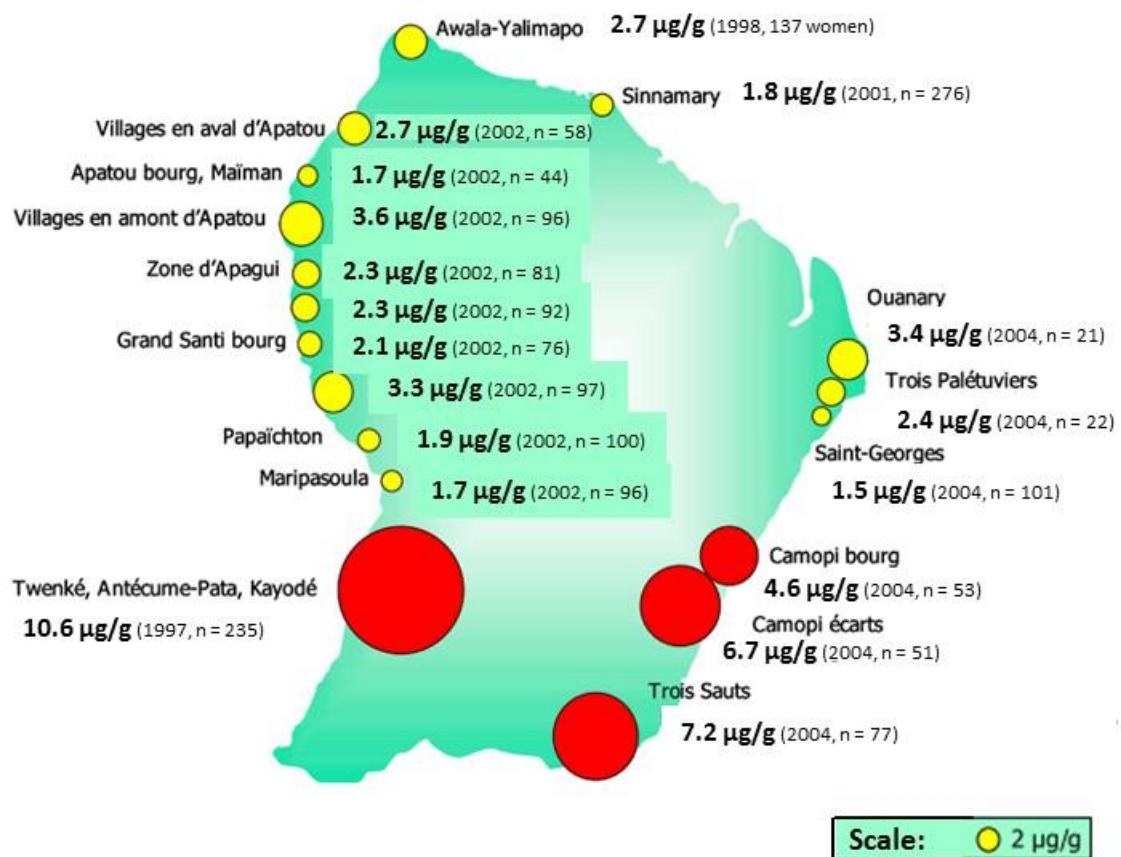 Awala-Yalimapo 2.7 µg/g (1998, 137 women)
Sinnamary 1.8 µg/g (2001, n = 276)
Villages en aval d'Apatou 2.7 µg/g (2002, n = 58)
Apatou bourg, Maïman 1.7 µg/g (2002, n = 44)
Villages en amont d'Apatou 3.6 µg/g (2002, n = 96)
Zone d'Apagui 2.3 µg/g (2002, n = 81)
2.3 µg/g (2002, n = 92)
Grand Santi bourg 2.1 µg/g (2002, n = 76)
3.3 µg/g (2002, n = 97)
Papaïchton 1.9 µg/g (2002, n = 100)
Maripasoula 1.7 µg/g (2002, n = 96)
Ouanary
3.4 µg/g (2004, n = 21)
Trois Palétuviers
2.4 µg/g (2004, n = 22)
Saint-Georges
1.5 µg/g (2004, n = 101)
Twenké, Antécume-Pata, Kayodé
10.6 µg/g (1997, n = 235)
Camopi bourg
4.6 µg/g (2004, n = 53)
Camopi écarts
6.7 µg/g (2004, n = 51)
Trois Sauts
7.2 µg/g (2004, n = 77)
Scale: 2 µg/g